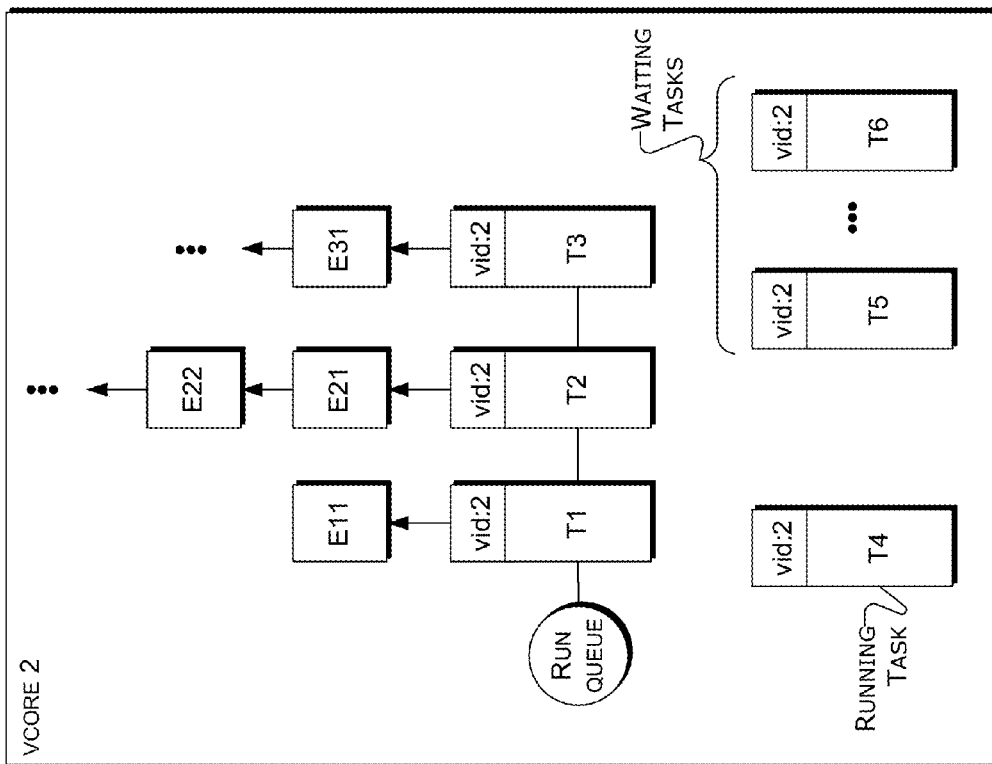 VCORE 2
RUN
QUEUE
E11
vid:2
T1
E22
E21
vid:2
T2
E31
vid:2
T3
RUNNING
TASK
vid:2
T4
WAITING
TASKS
vid:2
T5
vid:2
T6